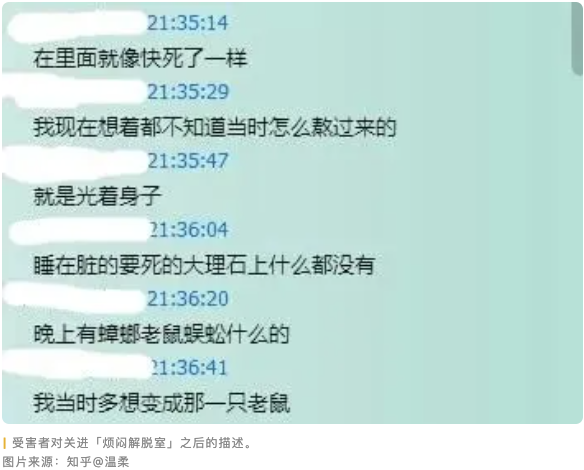 21:35:14
在里面就像快死了一样
21:35:29
我现在想着都不知道当时怎么熬过来的
21:35:47
就是光着身子
21:36:04
睡在脏的要死的大理石上什么都没有
21:36:20
晚上有蟑螂老鼠蜈蚣什么的
21:36:41
我当时多想变成那一只老鼠
受害者对关进「烦闷解脱室」之后的描述。
图片来源：知乎@温柔